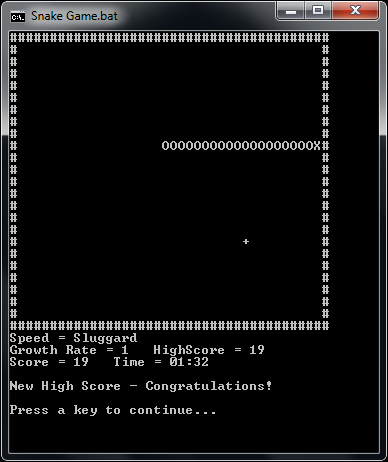 Snake Game.bat
########################################
#                                      #
#                                      #
#                                      #
#                                      #
#                                      #
#                                      #
#                                      #
#                                      #
#                  OOOOOOOOOOOOOOOOOOOX#
#                                      #
#                                      #
#                                      #
#                                      #
#                                      #
#                                      #
#                                      #
#                            +         #
#                                      #
#                                      #
#                                      #
#                                      #
#                                      #
#                                      #
########################################
Speed = Sluggard
Growth Rate = 1   HighScore = 19
Score = 19   Time = 01:32
New High Score - Congratulations!
Press a key to continue...